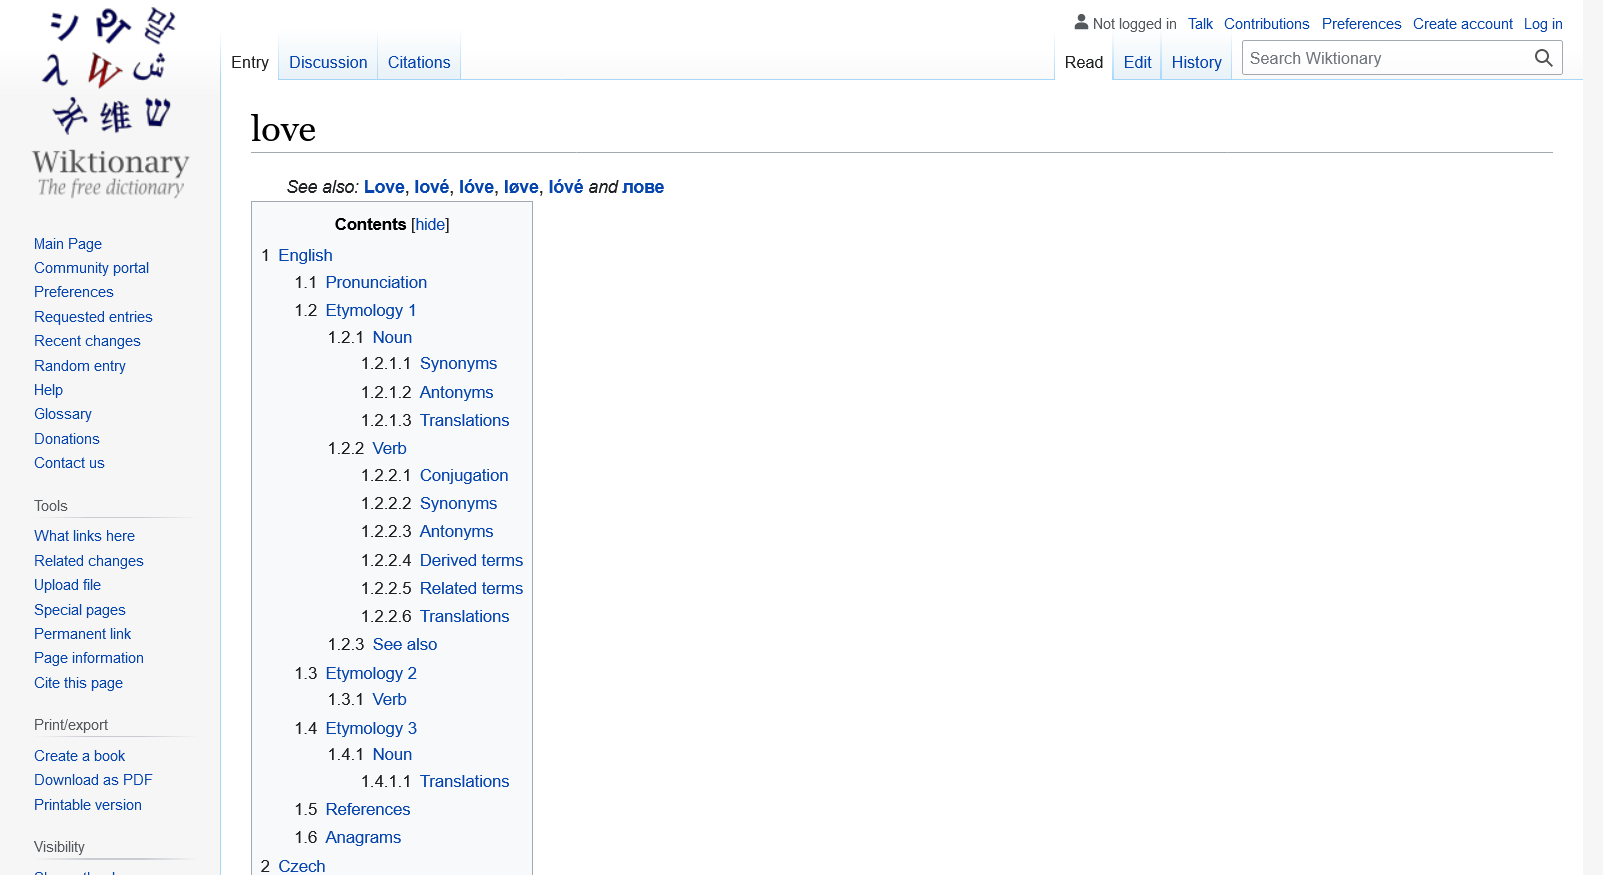 Wiktionary
The free dictionary
Not logged in Talk Contributions Preferences Create account Log in
Entry Discussion Citations Read Edit History Search Wiktionary
love
See also: Love, lové, lóve, løve, lóvé and лове
Main Page
Community portal
Preferences
Requested entries
Recent changes
Random entry
Help
Glossary
Donations
Contact us
Tools
What links here
Related changes
Upload file
Special pages
Permanent link
Page information
Cite this page
Print/export
Create a book
Download as PDF
Printable version
Visibility
Contents [hide]
1 English
1.1 Pronunciation
1.2 Etymology 1
1.2.1 Noun
1.2.1.1 Synonyms
1.2.1.2 Antonyms
1.2.1.3 Translations
1.2.2 Verb
1.2.2.1 Conjugation
1.2.2.2 Synonyms
1.2.2.3 Antonyms
1.2.2.4 Derived terms
1.2.2.5 Related terms
1.2.2.6 Translations
1.2.3 See also
1.3 Etymology 2
1.3.1 Verb
1.4 Etymology 3
1.4.1 Noun
1.4.1.1 Translations
1.5 References
1.6 Anagrams
2 Czech